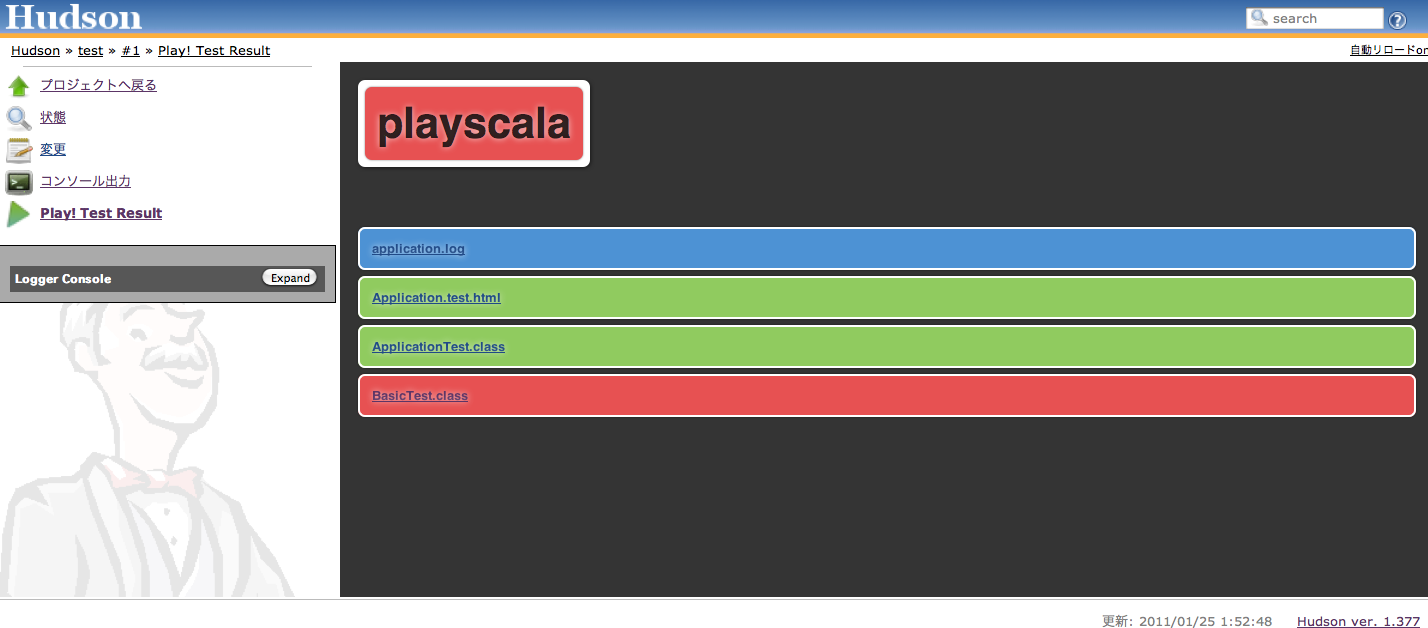 Hudson
search
?
Hudson » test » #1 » Play! Test Result
自動リロードon
プロジェクトへ戻る
状態
変更
コンソール出力
Play! Test Result
Logger Console
Expand
playscala
application.log
Application.test.html
ApplicationTest.class
BasicTest.class
更新: 2011/01/25 1:52:48 Hudson ver. 1.377